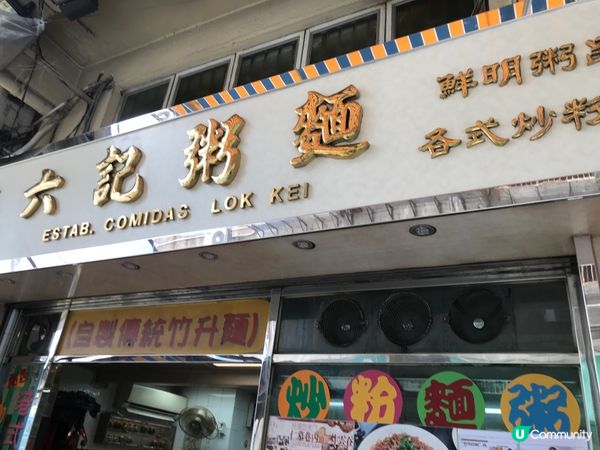 六記粥麵
ESTAB. COMIDAS LOK KEI
鮮明粥
各式炒粉
(自製傳統竹升麵)
炒粉麵粥
U Community